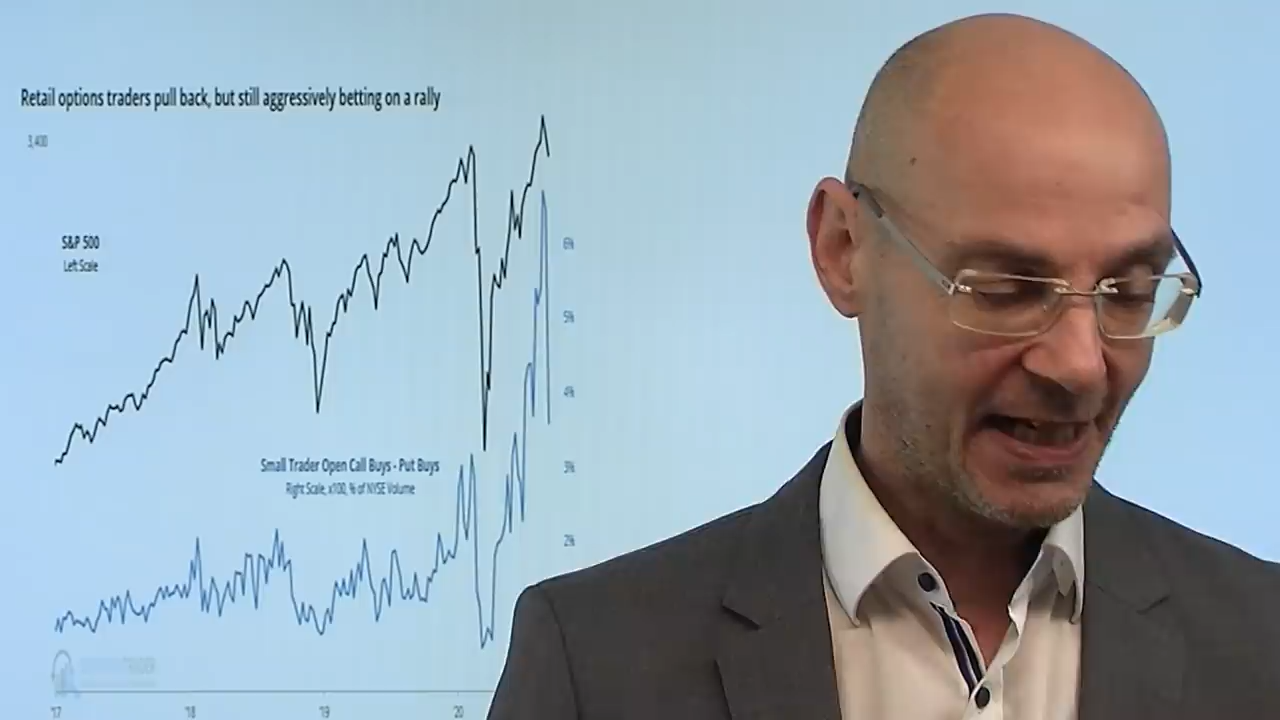 Retail options traders pull back, but still aggressively betting on a rally
3,400
S&P 500
Left Scale
6%
5%
4%
Small Trader Open Call Buys - Put Buys
Right Scale, x100, % of NYSE Volume
3%
2%
TRADER
'17
'18
'19
'20